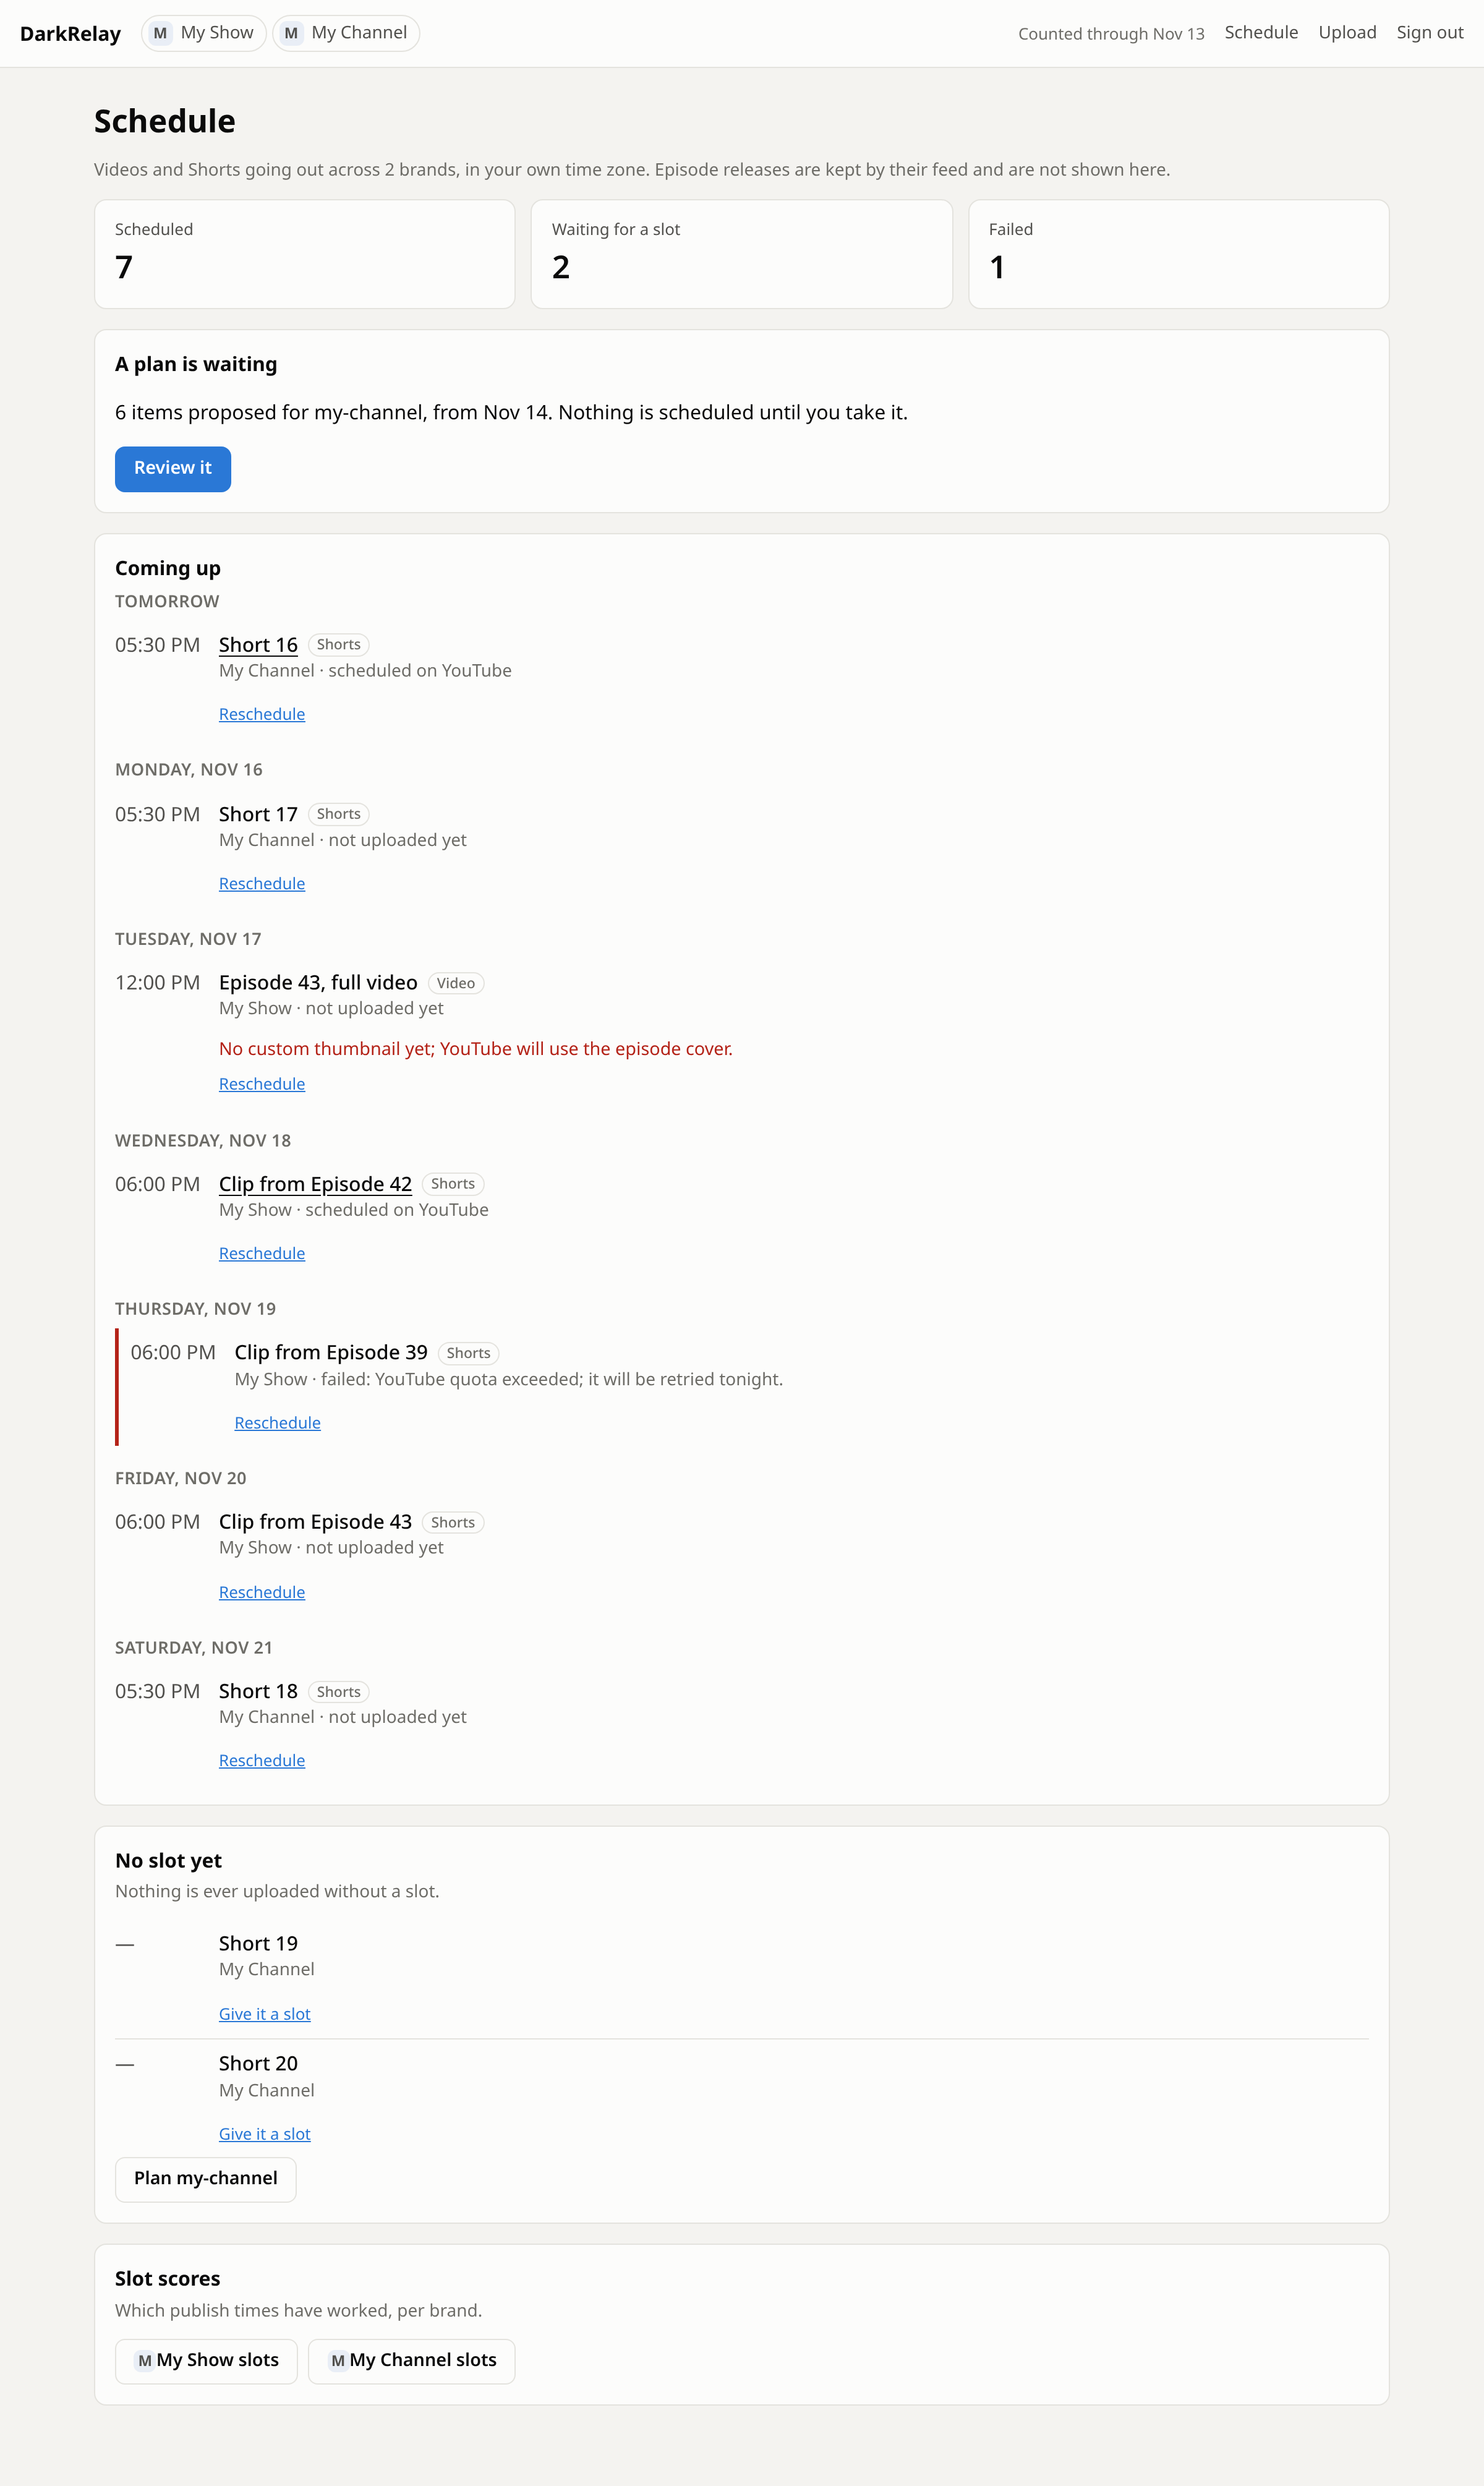 DarkRelay M My Show M My Channel Counted through Nov 13 Schedule Upload Sign out
Schedule
Videos and Shorts going out across 2 brands, in your own time zone. Episode releases are kept by their feed and are not shown here.
Scheduled
7
Waiting for a slot
2
Failed
1
A plan is waiting
6 items proposed for my-channel, from Nov 14. Nothing is scheduled until you take it.
Review it
Coming up
TOMORROW
05:30 PM Short 16 Shorts
My Channel · scheduled on YouTube
Reschedule
MONDAY, NOV 16
05:30 PM Short 17 Shorts
My Channel · not uploaded yet
Reschedule
TUESDAY, NOV 17
12:00 PM Episode 43, full video Video
My Show · not uploaded yet
No custom thumbnail yet; YouTube will use the episode cover.
Reschedule
WEDNESDAY, NOV 18
06:00 PM Clip from Episode 42 Shorts
My Show · scheduled on YouTube
Reschedule
THURSDAY, NOV 19
06:00 PM Clip from Episode 39 Shorts
My Show · failed: YouTube quota exceeded; it will be retried tonight.
Reschedule
FRIDAY, NOV 20
06:00 PM Clip from Episode 43 Shorts
My Show · not uploaded yet
Reschedule
SATURDAY, NOV 21
05:30 PM Short 18 Shorts
My Channel · not uploaded yet
Reschedule
No slot yet
Nothing is ever uploaded without a slot.
— Short 19
My Channel
Give it a slot
— Short 20
My Channel
Give it a slot
Plan my-channel
Slot scores
Which publish times have worked, per brand.
M My Show slots M My Channel slots